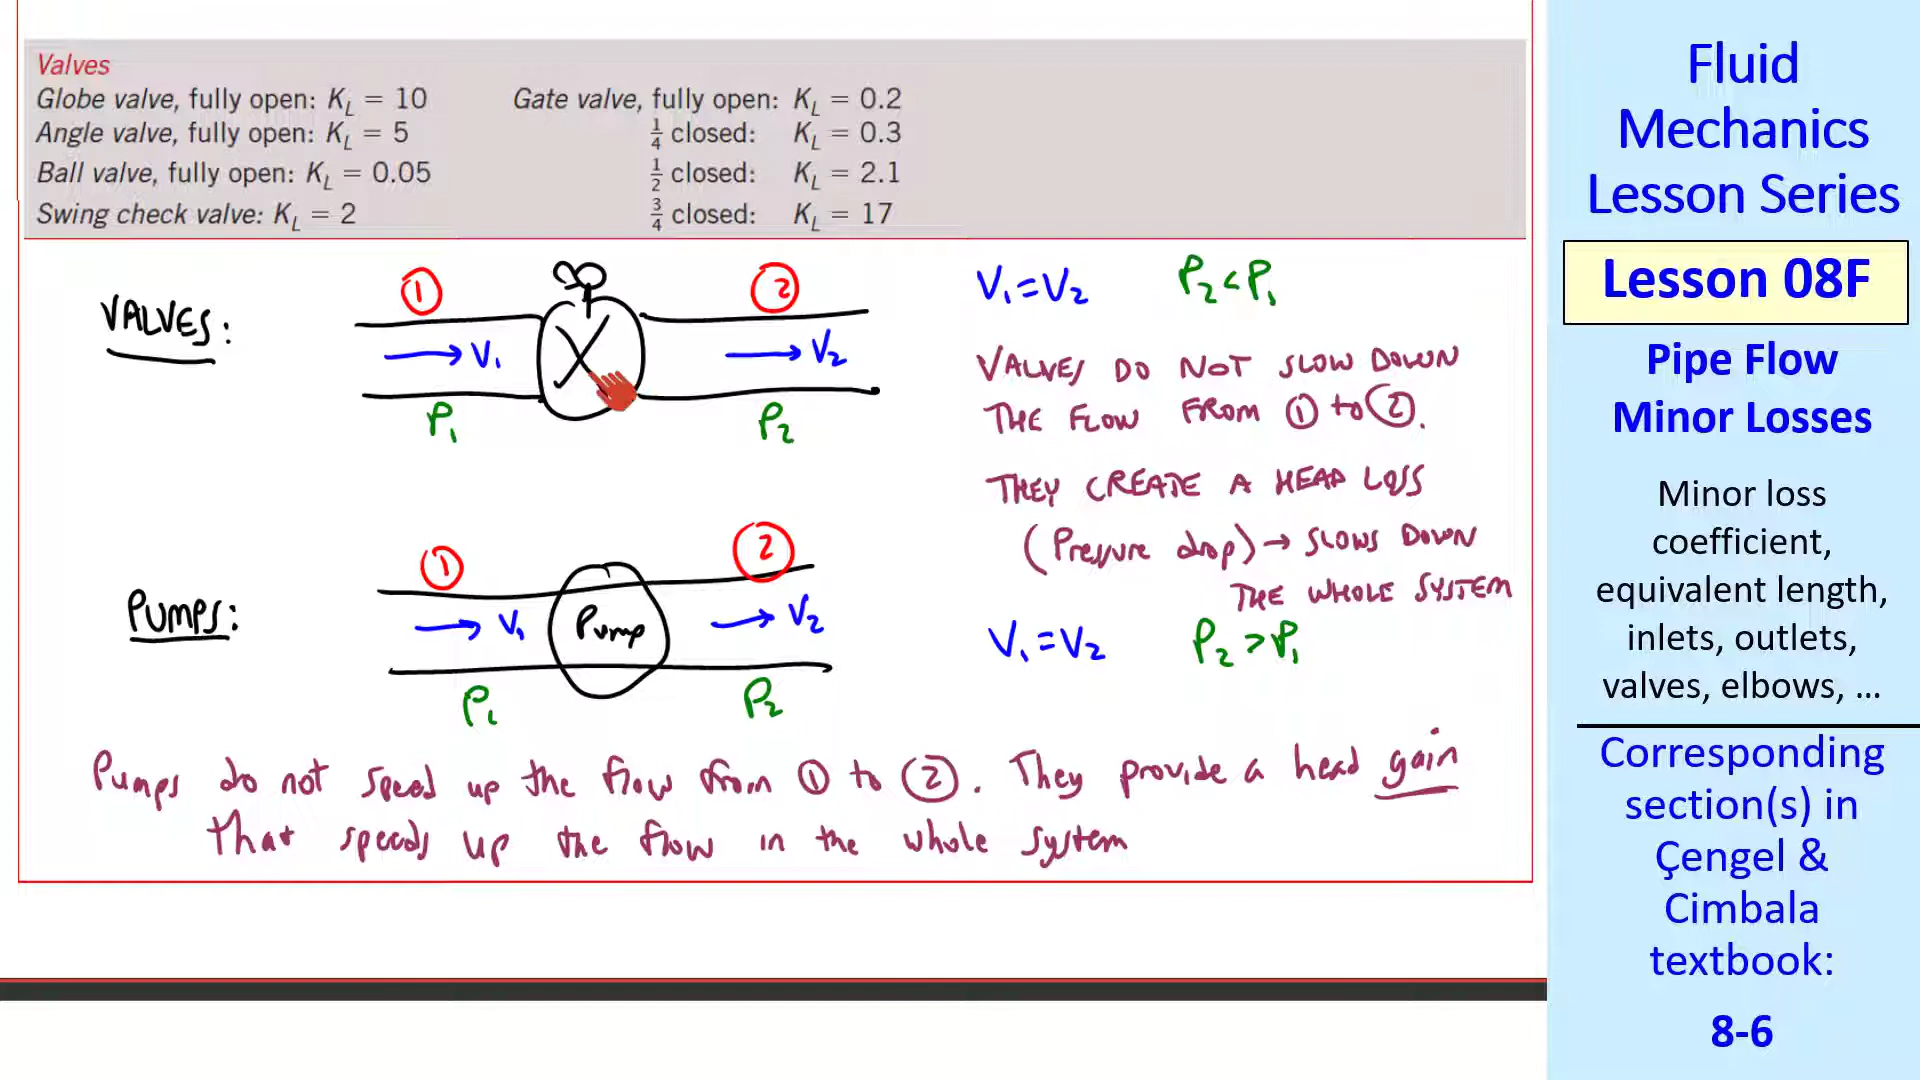 Valves
Globe valve, fully open: K_L = 10 Gate valve, fully open: K_L = 0.2
Angle valve, fully open: K_L = 5 1/4 closed: K_L = 0.3
Ball valve, fully open: K_L = 0.05 1/2 closed: K_L = 2.1
Swing check valve: K_L = 2 3/4 closed: K_L = 17
VALVES:
① ②
V₁ V₂
P₁ P₂
V₁ = V₂ P₂ < P₁
VALVES DO NOT SLOW DOWN
THE FLOW FROM ① to ②.
THEY CREATE A HEAD LOSS
(Pressure drop) → SLOWS DOWN
THE WHOLE SYSTEM
PUMPS:
① ②
V₁ Pump V₂
P₁ P₂
V₁ = V₂ P₂ > P₁
Pumps do not speed up the flow from ① to ②. They provide a head gain
That speeds up the flow in the whole system
Fluid
Mechanics
Lesson Series
Lesson 08F
Pipe Flow
Minor Losses
Minor loss
coefficient,
equivalent length,
inlets, outlets,
valves, elbows, ...
Corresponding
section(s) in
Çengel &
Cimbala
textbook:
8-6